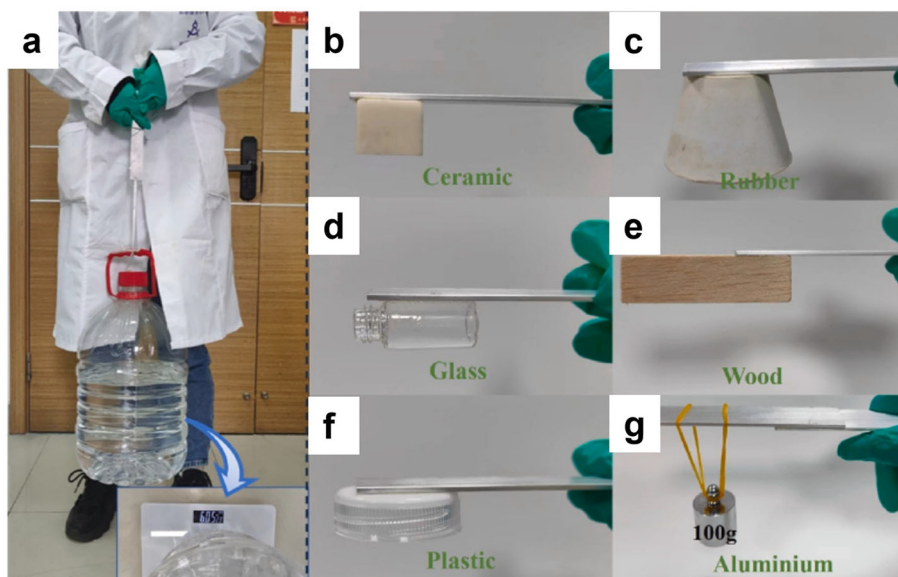 a
b
Ceramic
c
Rubber
d
Glass
e
Wood
f
Plastic
g
100g
Aluminium